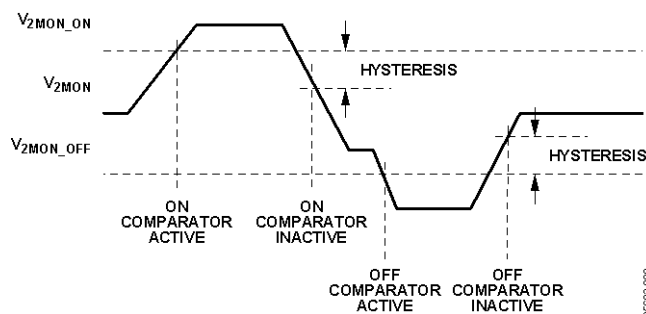 V2MON_ON
HYSTERESIS
V2MON
V2MON_OFF
HYSTERESIS
ON
COMPARATOR
ACTIVE
ON
COMPARATOR
INACTIVE
OFF
COMPARATOR
ACTIVE
OFF
COMPARATOR
INACTIVE